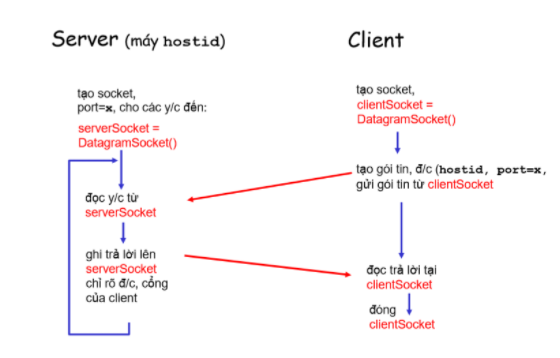 Server (máy hostid)
tạo socket,
port=x, cho các y/c đến:
serverSocket =
DatagramSocket()
đọc y/c từ
serverSocket
ghi trả lời lên
serverSocket
chỉ rõ đ/c, cổng
của client
Client
tạo socket,
clientSocket =
DatagramSocket()
tạo gói tin, đ/c (hostid, port=x,
gửi gói tin từ clientSocket
đọc trả lời tại
clientSocket
đóng
clientSocket